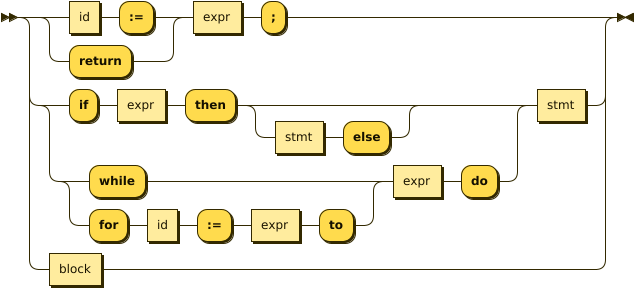 id := expr ;
return
if expr then stmt
stmt else
while expr do
for id := expr to
block